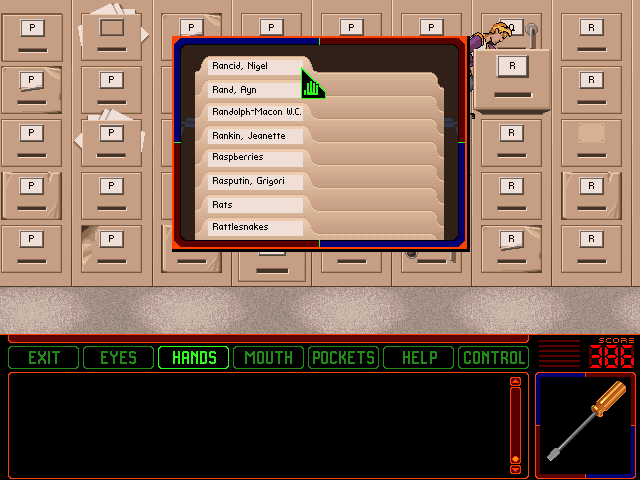 R
P
P
R
P
R
Rancid, Nigel
Rand, Ayn
Randolph-Macon W.C.
Rankin, Jeanette
Raspberries
Rasputin, Grigori
Rats
Rattlesnakes
P
P
R
P
P
R
P
P
R
R
P
P
R
R
SCORE
386
EXIT
EYES
HANDS
MOUTH
POCKETS
HELP
CONTROL